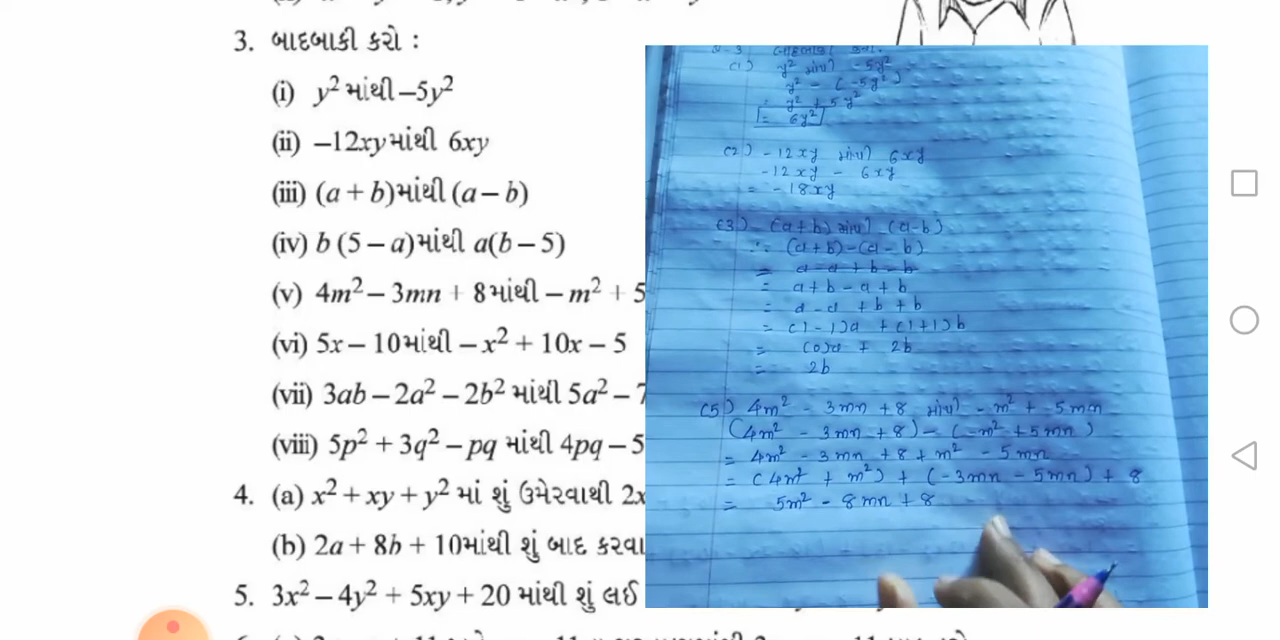 3. બાદબાકી કરો :
(i) y² માંથી –5y²
(ii) –12xy માંથી 6xy
(iii) (a + b) માંથી (a – b)
(iv) b (5 – a) માંથી a(b – 5)
(v) 4m² – 3mn + 8 માંથી – m² + 5
(vi) 5x – 10 માંથી – x² + 10x – 5
(vii) 3ab – 2a² – 2b² માંથી 5a² – 7
(viii) 5p² + 3q² – pq માંથી 4pq – 5
4. (a) x² + xy + y² માં શું ઉમેરવાથી 2x
(b) 2a + 8b + 10 માંથી શું બાદ કરવા
5. 3x² – 4y² + 5xy + 20 માંથી શું લઈ
(1) y² માંથી -5y²
y² - (-5y²)
y² + 5y²
= 6y²
(2) -12xy માંથી 6xy
-12xy - 6xy
= -18xy
(3) (a+b) માંથી (a-b)
∴ (a+b)-(a-b)
= a-a+b-b
= a+b-a+b
= a-a+b+b
= (1-1)a + (1+1)b
= (0)a + 2b
= 2b
(5) 4m² - 3mn + 8 માંથી -m² + 5mn
(4m² - 3mn + 8) - (-m² + 5mn)
= 4m² - 3mn + 8 + m² - 5mn
= (4m² + m²) + (-3mn - 5mn) + 8
= 5m² - 8mn + 8